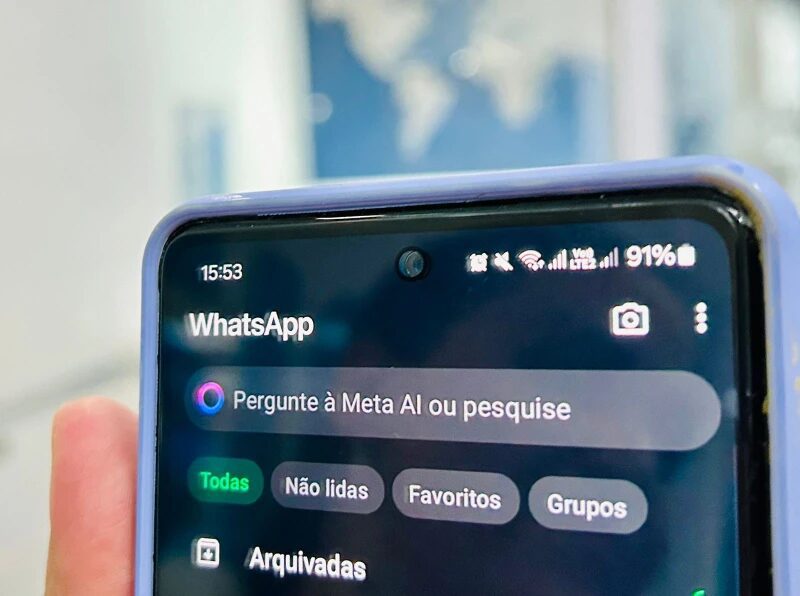 15:53 Vo) LTE2 91%
WhatsApp
Pergunte à Meta AI ou pesquise
Todas Não lidas Favoritos Grupos
Arquivadas